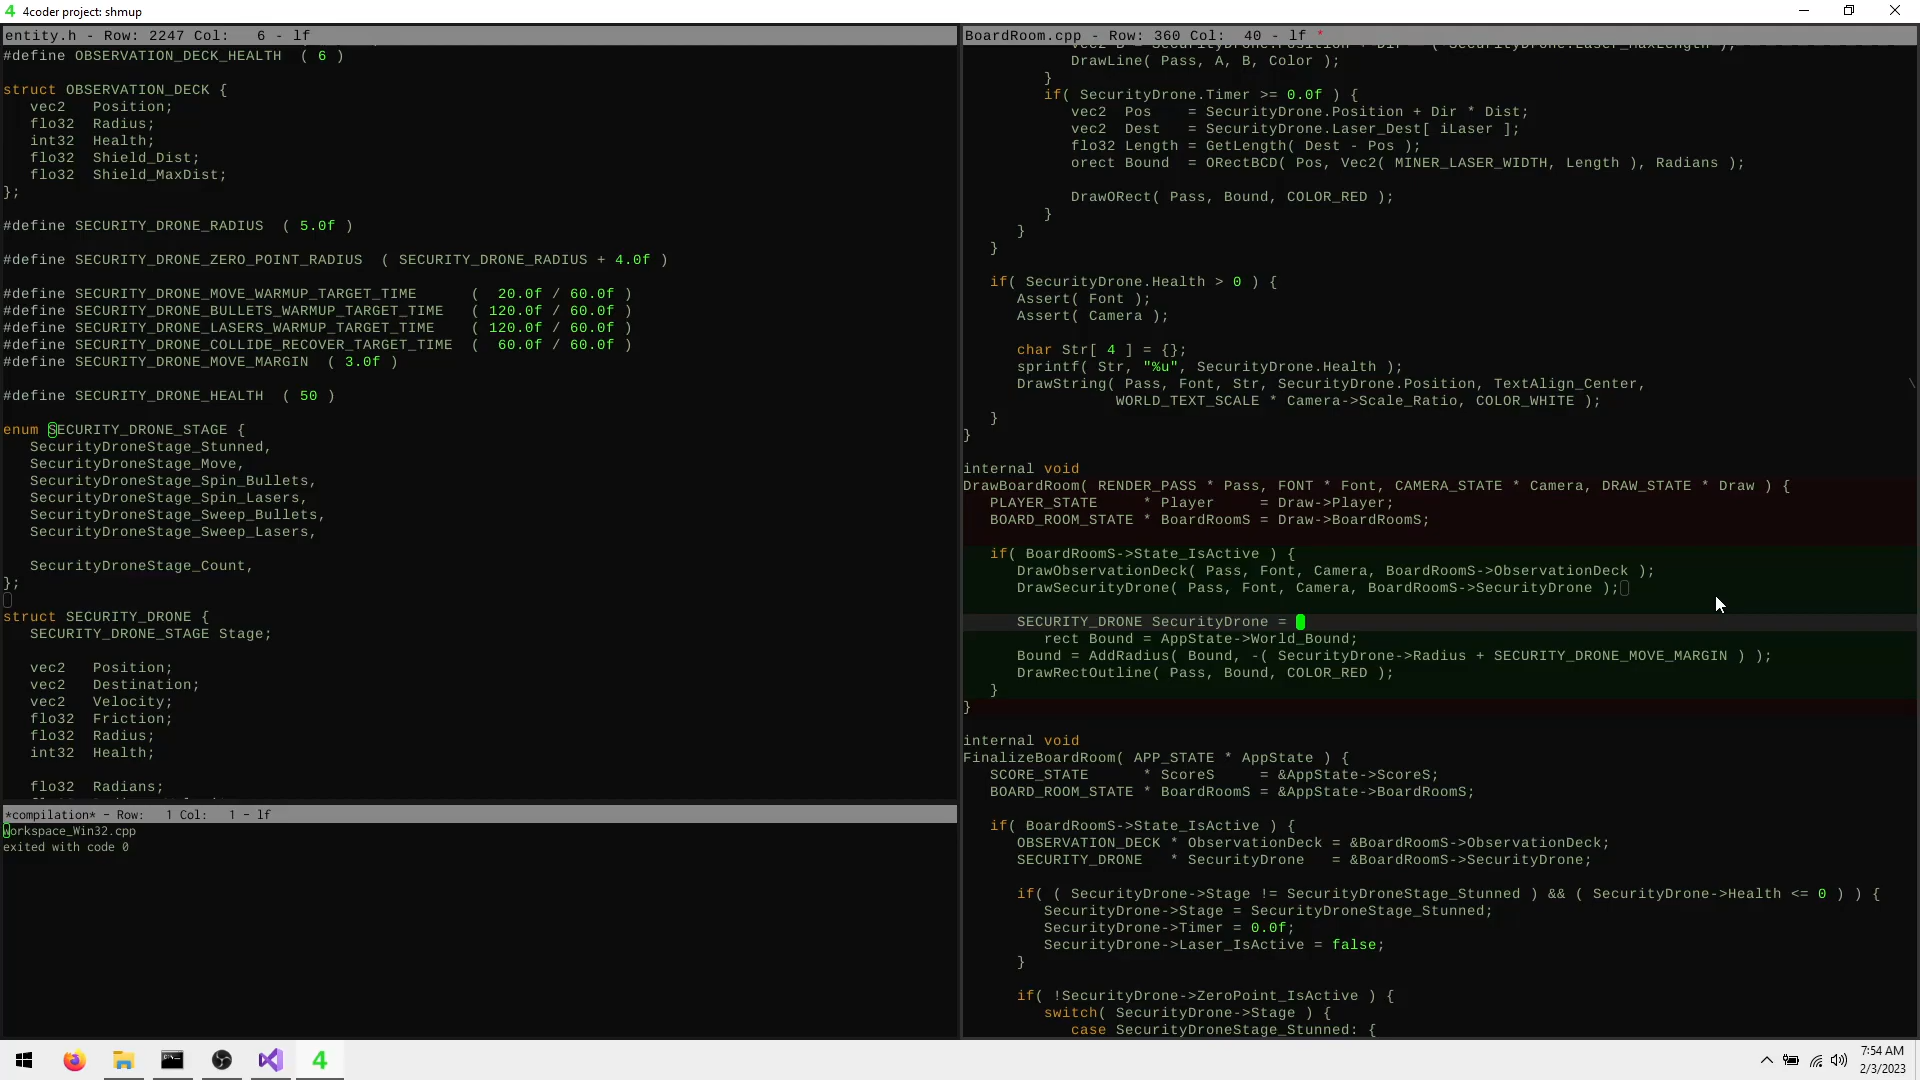 4coder project: shmup
entity.h - Row: 2247 Col:   6 - lf
#define OBSERVATION_DECK_HEALTH  ( 6 )
struct OBSERVATION_DECK {
   vec2   Position;
   flo32  Radius;
   int32  Health;
   flo32  Shield_Dist;
   flo32  Shield_MaxDist;
};
#define SECURITY_DRONE_RADIUS  ( 5.0f )
#define SECURITY_DRONE_ZERO_POINT_RADIUS  ( SECURITY_DRONE_RADIUS + 4.0f )
#define SECURITY_DRONE_MOVE_WARMUP_TARGET_TIME      (  20.0f / 60.0f )
#define SECURITY_DRONE_BULLETS_WARMUP_TARGET_TIME   ( 120.0f / 60.0f )
#define SECURITY_DRONE_LASERS_WARMUP_TARGET_TIME    ( 120.0f / 60.0f )
#define SECURITY_DRONE_COLLIDE_RECOVER_TARGET_TIME  (  60.0f / 60.0f )
#define SECURITY_DRONE_MOVE_MARGIN  ( 3.0f )
#define SECURITY_DRONE_HEALTH  ( 50 )
enum SECURITY_DRONE_STAGE {
   SecurityDroneStage_Stunned,
   SecurityDroneStage_Move,
   SecurityDroneStage_Spin_Bullets,
   SecurityDroneStage_Spin_Lasers,
   SecurityDroneStage_Sweep_Bullets,
   SecurityDroneStage_Sweep_Lasers,
   SecurityDroneStage_Count,
};
struct SECURITY_DRONE {
   SECURITY_DRONE_STAGE Stage;
   vec2   Position;
   vec2   Destination;
   vec2   Velocity;
   flo32  Friction;
   flo32  Radius;
   int32  Health;
   flo32  Radians;
*compilation* - Row:   1 Col:   1 - lf
workspace_Win32.cpp
exited with code 0
BoardRoom.cpp - Row: 360 Col:  40 - lf *
            DrawLine( Pass, A, B, Color );
         }
         if( SecurityDrone.Timer >= 0.0f ) {
            vec2  Pos    = SecurityDrone.Position + Dir * Dist;
            vec2  Dest   = SecurityDrone.Laser_Dest[ iLaser ];
            flo32 Length = GetLength( Dest - Pos );
            orect Bound  = ORectBCD( Pos, Vec2( MINER_LASER_WIDTH, Length ), Radians );
            DrawORect( Pass, Bound, COLOR_RED );
         }
      }
   }
   if( SecurityDrone.Health > 0 ) {
      Assert( Font );
      Assert( Camera );
      char Str[ 4 ] = {};
      sprintf( Str, "%u", SecurityDrone.Health );
      DrawString( Pass, Font, Str, SecurityDrone.Position, TextAlign_Center, \
                 WORLD_TEXT_SCALE * Camera->Scale_Ratio, COLOR_WHITE );
   }
}
internal void
DrawBoardRoom( RENDER_PASS * Pass, FONT * Font, CAMERA_STATE * Camera, DRAW_STATE * Draw ) {
   PLAYER_STATE     * Player     = Draw->Player;
   BOARD_ROOM_STATE * BoardRoomS = Draw->BoardRoomS;
   if( BoardRoomS->State_IsActive ) {
      DrawObservationDeck( Pass, Font, Camera, BoardRoomS->ObservationDeck );
      DrawSecurityDrone( Pass, Font, Camera, BoardRoomS->SecurityDrone );
      SECURITY_DRONE SecurityDrone =
         rect Bound = AppState->World_Bound;
      Bound = AddRadius( Bound, -( SecurityDrone->Radius + SECURITY_DRONE_MOVE_MARGIN ) );
      DrawRectOutline( Pass, Bound, COLOR_RED );
   }
}
internal void
FinalizeBoardRoom( APP_STATE * AppState ) {
   SCORE_STATE      * ScoreS     = &AppState->ScoreS;
   BOARD_ROOM_STATE * BoardRoomS = &AppState->BoardRoomS;
   if( BoardRoomS->State_IsActive ) {
      OBSERVATION_DECK * ObservationDeck = &BoardRoomS->ObservationDeck;
      SECURITY_DRONE   * SecurityDrone   = &BoardRoomS->SecurityDrone;
      if( ( SecurityDrone->Stage != SecurityDroneStage_Stunned ) && ( SecurityDrone->Health <= 0 ) ) {
         SecurityDrone->Stage = SecurityDroneStage_Stunned;
         SecurityDrone->Timer = 0.0f;
         SecurityDrone->Laser_IsActive = false;
      }
      if( !SecurityDrone->ZeroPoint_IsActive ) {
         switch( SecurityDrone->Stage ) {
            case SecurityDroneStage_Stunned: {
4
7:54 AM
2/3/2023